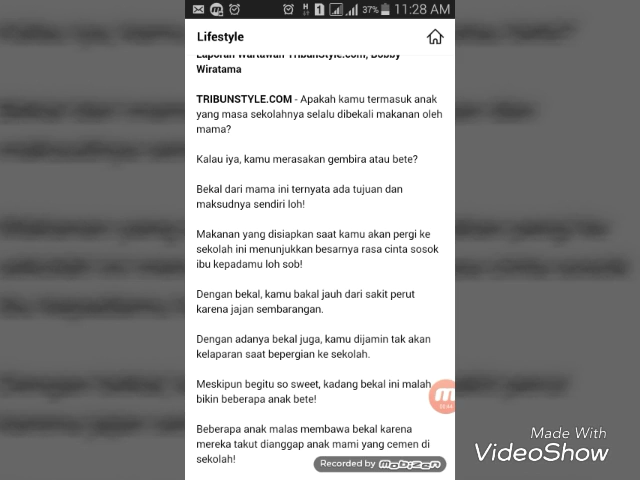 37% 11:28 AM
Lifestyle
Laporan Wartawan TribunStyle.com, Bobby
Wiratama
TRIBUNSTYLE.COM - Apakah kamu termasuk anak
yang masa sekolahnya selalu dibekali makanan oleh
mama?
Kalau iya, kamu merasakan gembira atau bete?
Bekal dari mama ini ternyata ada tujuan dan
maksudnya sendiri loh!
Makanan yang disiapkan saat kamu akan pergi ke
sekolah ini menunjukkan besarnya rasa cinta sosok
ibu kepadamu loh sob!
Dengan bekal, kamu bakal jauh dari sakit perut
karena jajan sembarangan.
Dengan adanya bekal juga, kamu dijamin tak akan
kelaparan saat bepergian ke sekolah.
Meskipun begitu so sweet, kadang bekal ini malah
bikin beberapa anak bete!
Beberapa anak malas membawa bekal karena
mereka takut dianggap anak mami yang cemen di
sekolah!
Recorded by MOBIZEN
Made With
VideoShow